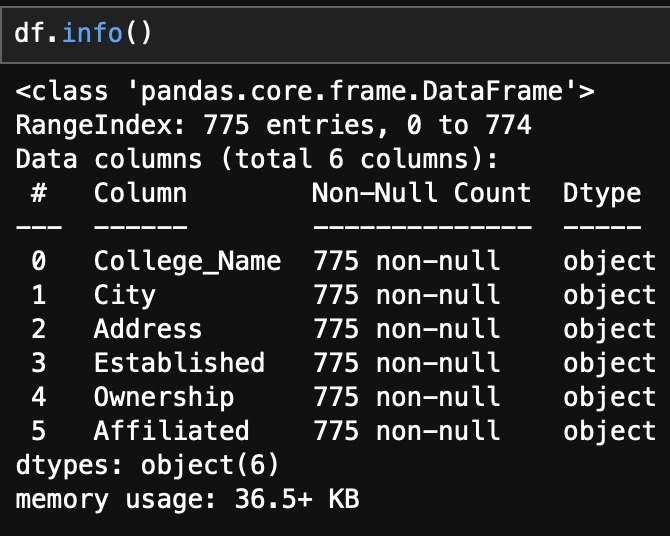 df.info()
<class 'pandas.core.frame.DataFrame'>
RangeIndex: 775 entries, 0 to 774
Data columns (total 6 columns):
 #   Column        Non-Null Count  Dtype
---  ------        --------------  -----
 0   College_Name  775 non-null    object
 1   City          775 non-null    object
 2   Address       775 non-null    object
 3   Established   775 non-null    object
 4   Ownership     775 non-null    object
 5   Affiliated    775 non-null    object
dtypes: object(6)
memory usage: 36.5+ KB